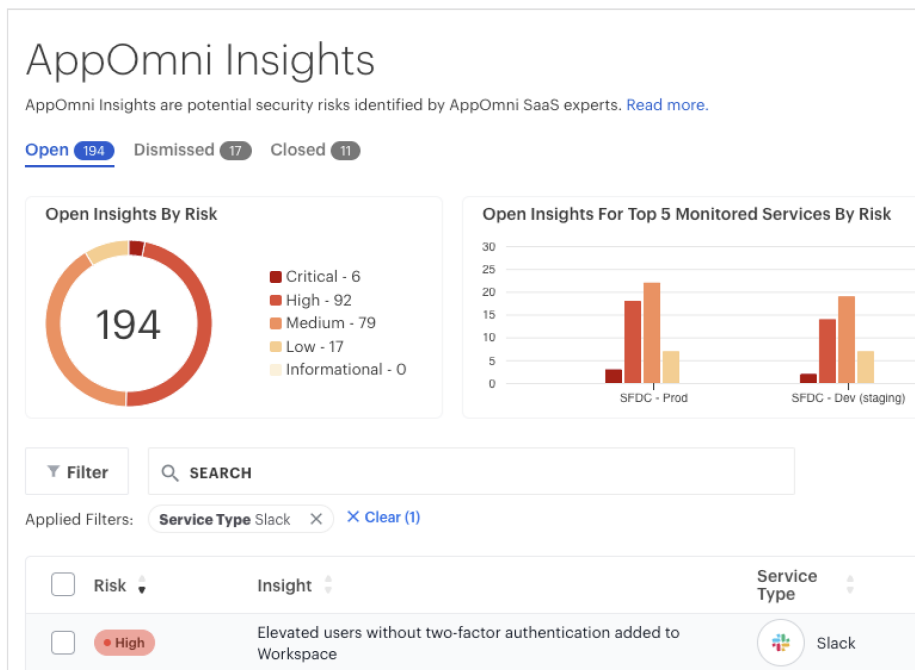 AppOmni Insights
AppOmni Insights are potential security risks identified by AppOmni SaaS experts. Read more.
Open 194 Dismissed 17 Closed 11
Open Insights By Risk
194
Critical - 6
High - 92
Medium - 79
Low - 17
Informational - 0
Open Insights For Top 5 Monitored Services By Risk
30
25
20
15
10
5
0
SFDC - Prod
SFDC - Dev (staging)
Filter
SEARCH
Applied Filters: Service Type Slack Clear (1)
Risk Insight Service Type
High
Elevated users without two-factor authentication added to
Workspace
Slack